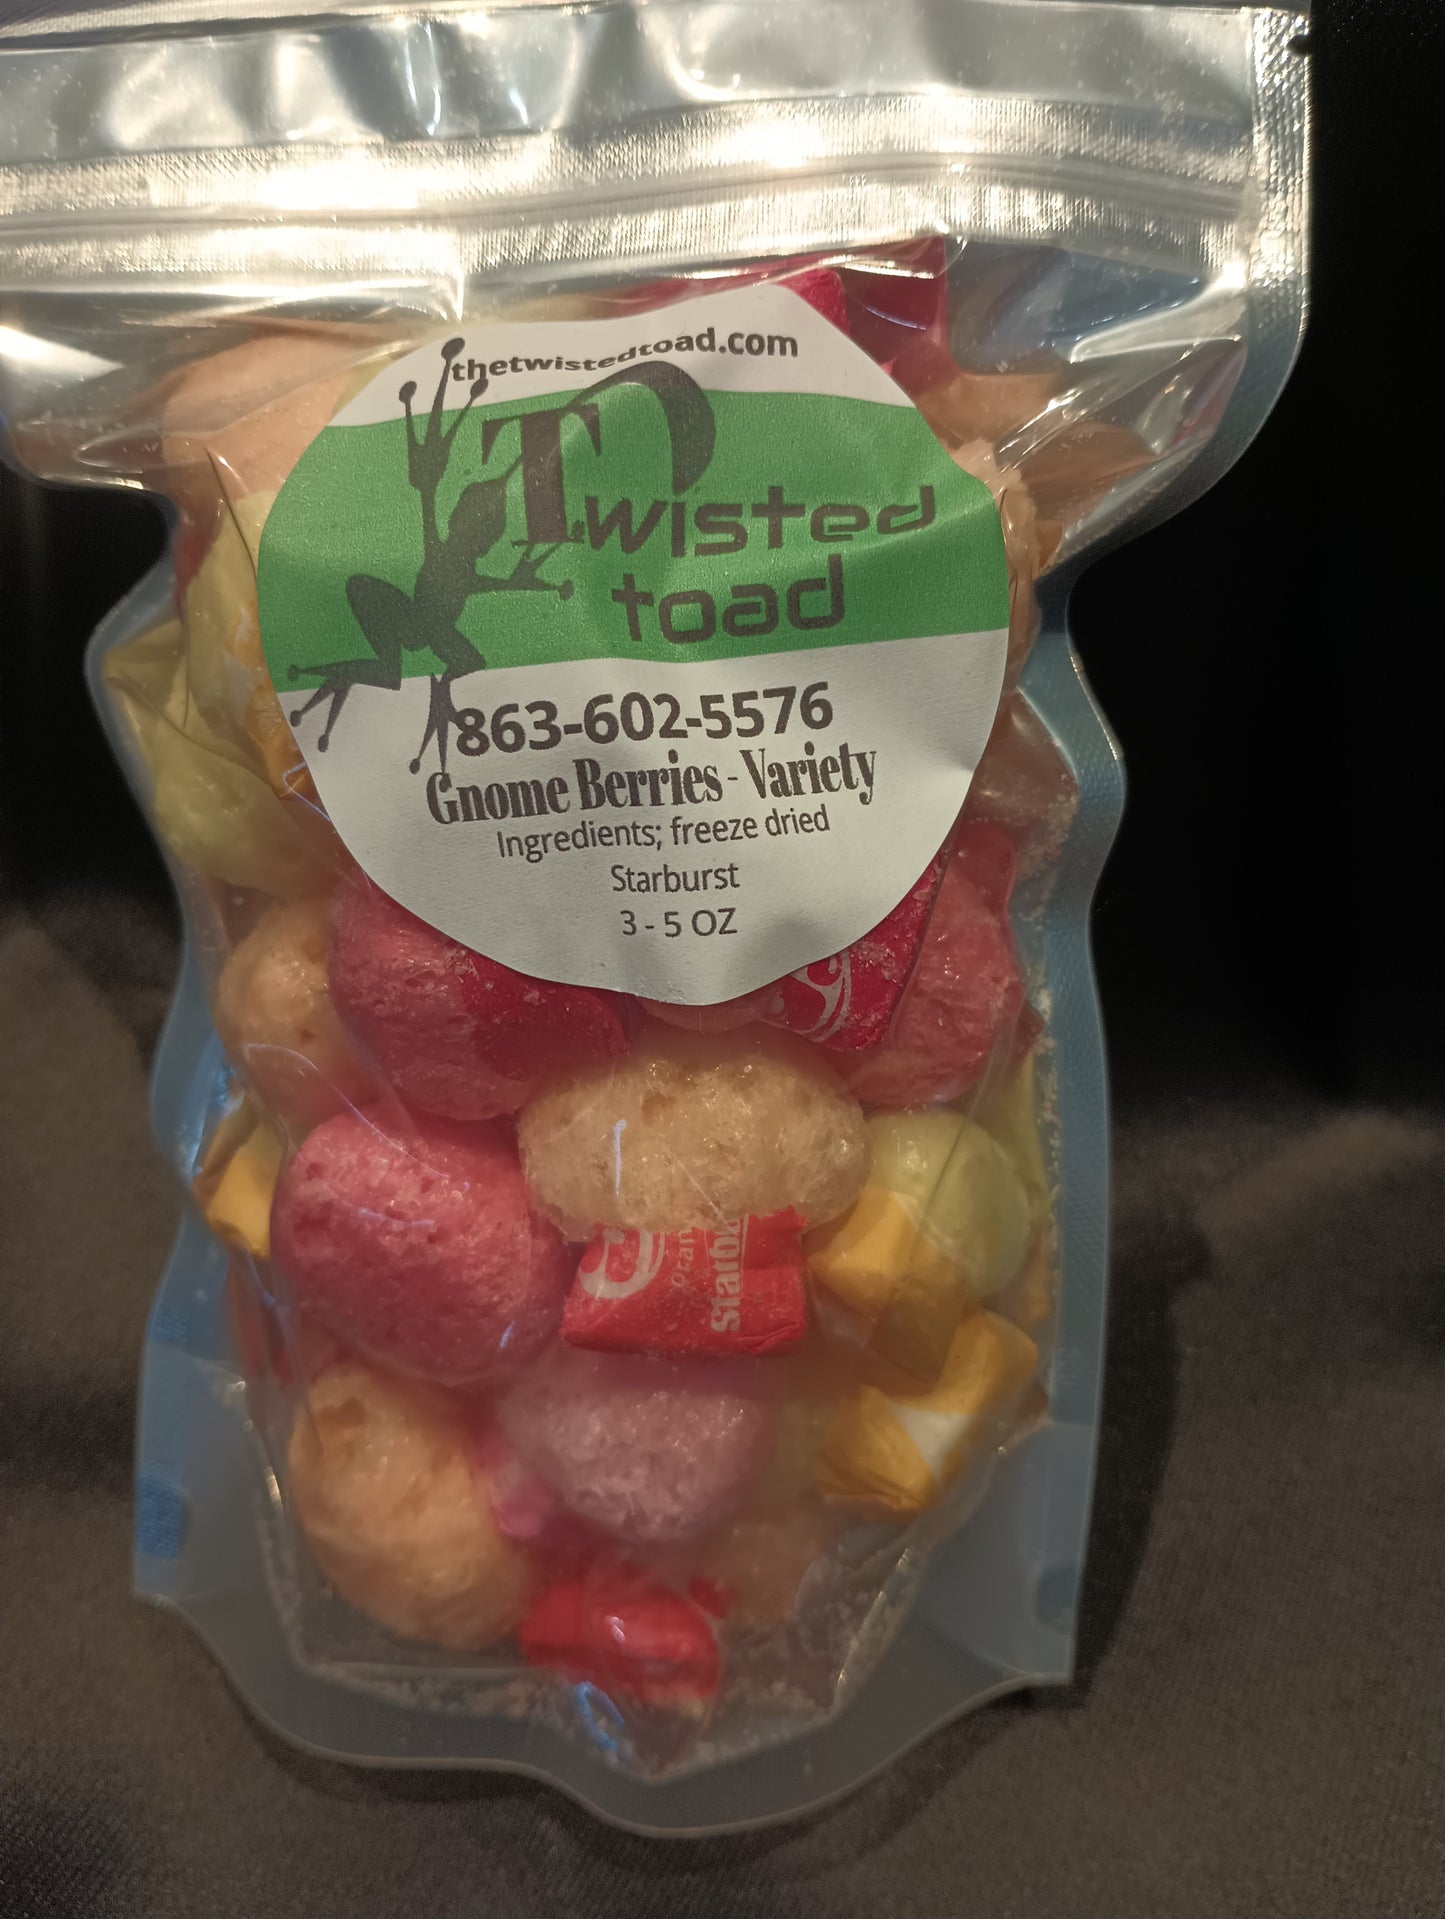 thetwistedtoad.com
Twisted
toad
863-602-5576
Gnome Berries - Variety
Ingredients; freeze dried
Starburst
3 - 5 OZ